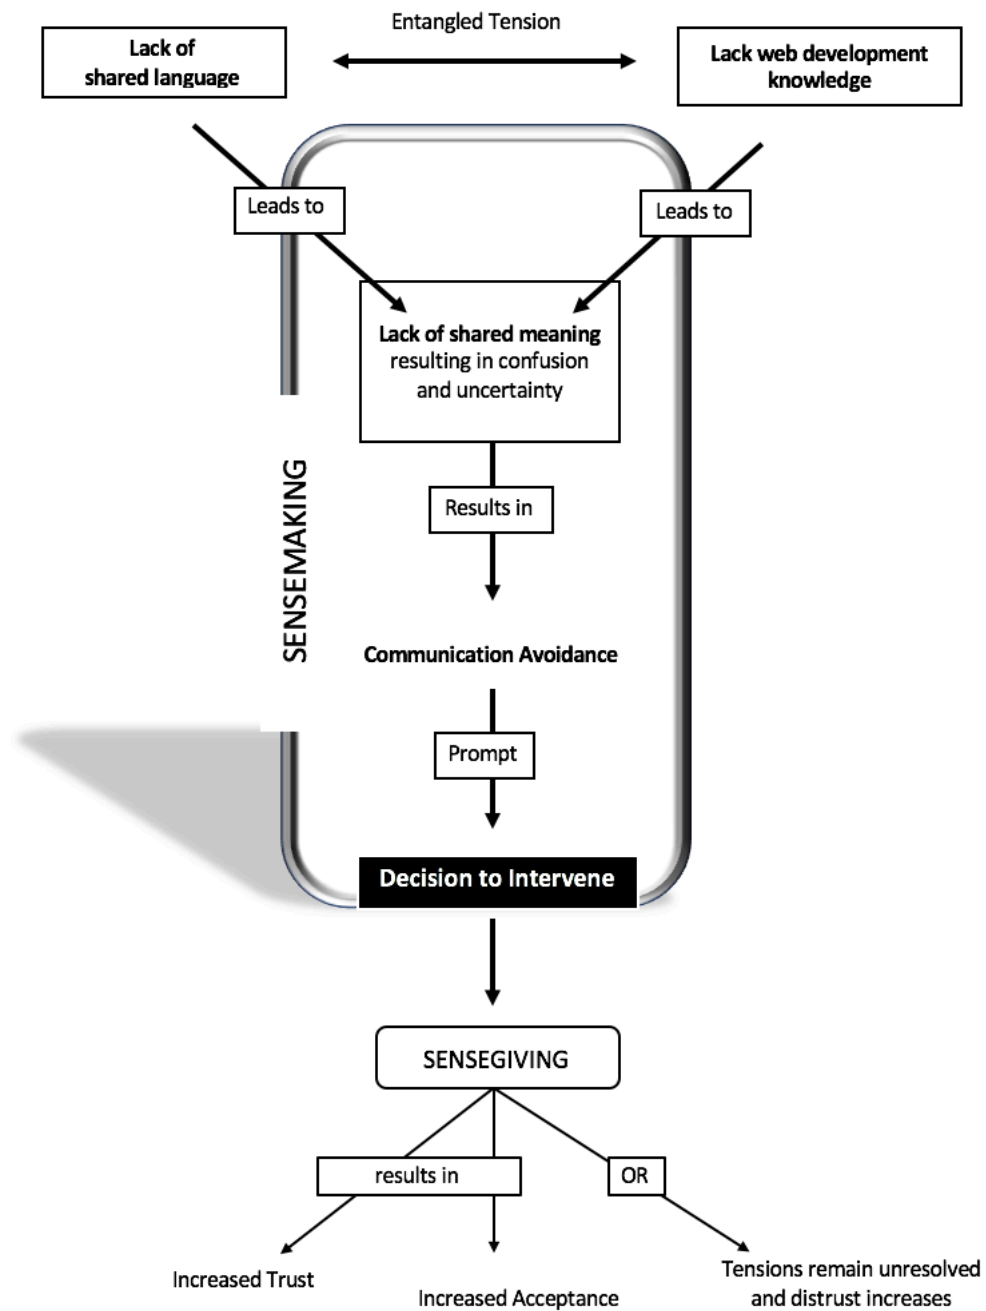 Entangled Tension
Lack of
shared language
Lack web development
knowledge
Leads to
Leads to
Lack of shared meaning
resulting in confusion
and uncertainty
Results in
SENSEMAKING
Communication Avoidance
Prompt
Decision to Intervene
SENSEGIVING
results in
OR
Increased Trust
Increased Acceptance
Tensions remain unresolved
and distrust increases